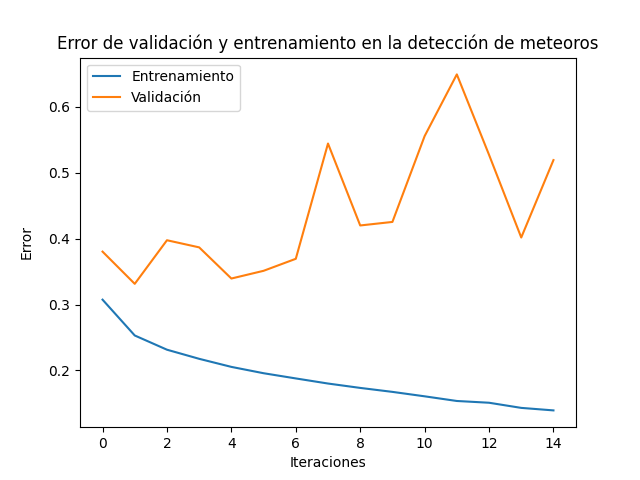 Error de validación y entrenamiento en la detección de meteoros
Entrenamiento
Validación
0.6
0.5
0.4
0.3
0.2
Error
0 2 4 6 8 10 12 14
Iteraciones